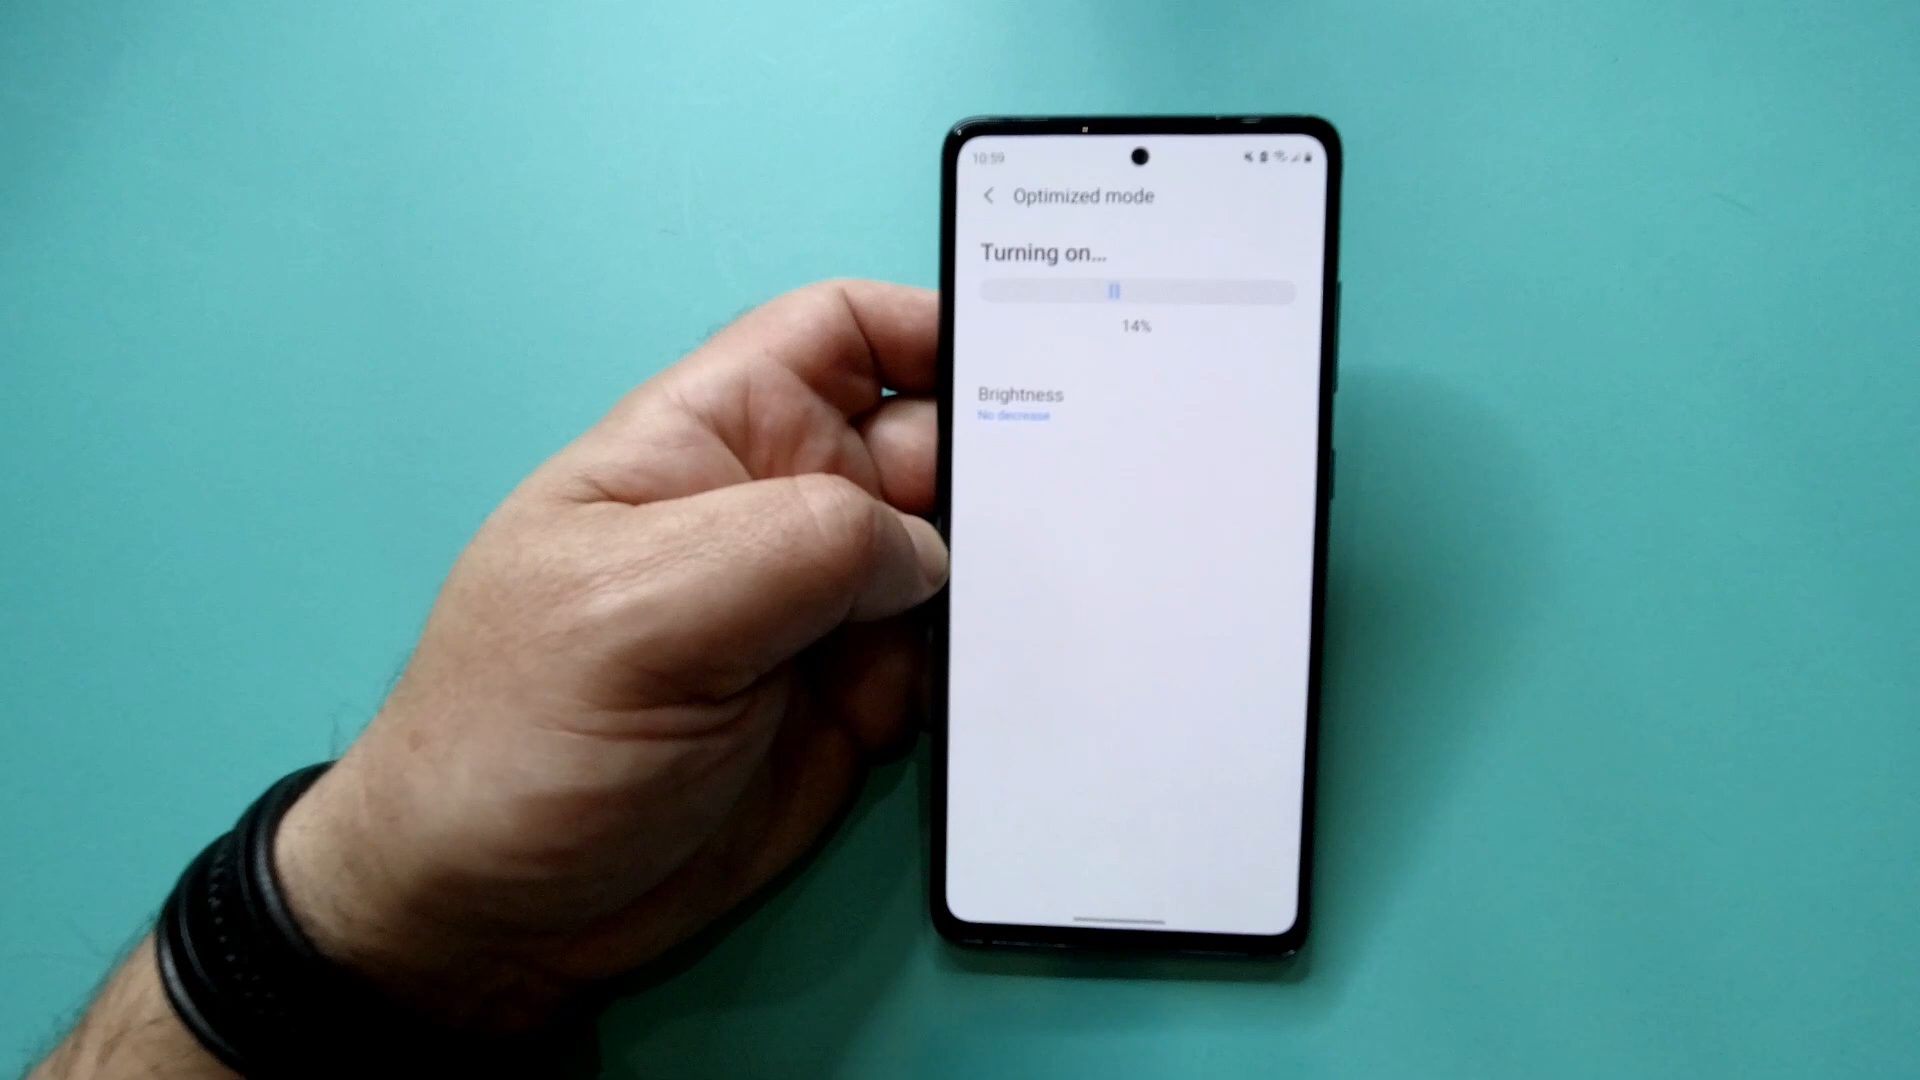 10:59
Optimized mode
Turning on...
14%
Brightness
No decrease